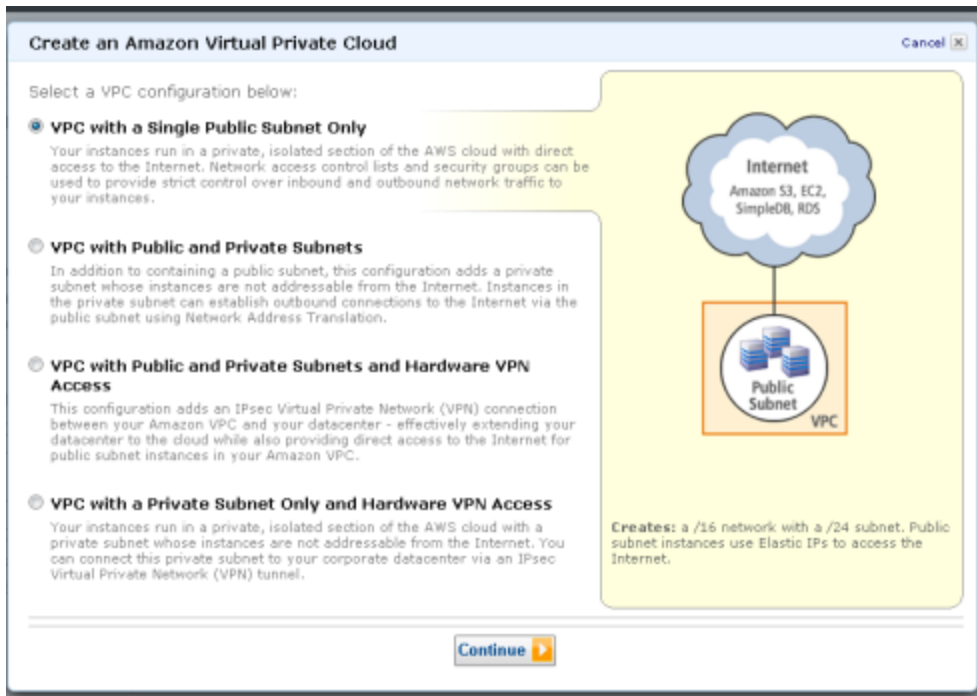 Create an Amazon Virtual Private Cloud
Cancel
Select a VPC configuration below:
VPC with a Single Public Subnet Only
Your instances run in a private, isolated section of the AWS cloud with direct
access to the Internet. Network access control lists and security groups can be
used to provide strict control over inbound and outbound network traffic to
your instances.
VPC with Public and Private Subnets
In addition to containing a public subnet, this configuration adds a private
subnet whose instances are not addressable from the Internet. Instances in
the private subnet can establish outbound connections to the Internet via the
public subnet using Network Address Translation.
VPC with Public and Private Subnets and Hardware VPN
Access
This configuration adds an IPsec Virtual Private Network (VPN) connection
between your Amazon VPC and your datacenter - effectively extending your
datacenter to the cloud while also providing direct access to the Internet for
public subnet instances in your Amazon VPC.
VPC with a Private Subnet Only and Hardware VPN Access
Your instances run in a private, isolated section of the AWS cloud with a
private subnet whose instances are not addressable from the Internet. You
can connect this private subnet to your corporate datacenter via an IPsec
Virtual Private Network (VPN) tunnel.
Internet
Amazon S3, EC2,
SimpleDB, RDS
Public
Subnet
VPC
Creates: a /16 network with a /24 subnet. Public
subnet instances use Elastic IPs to access the
Internet.
Continue